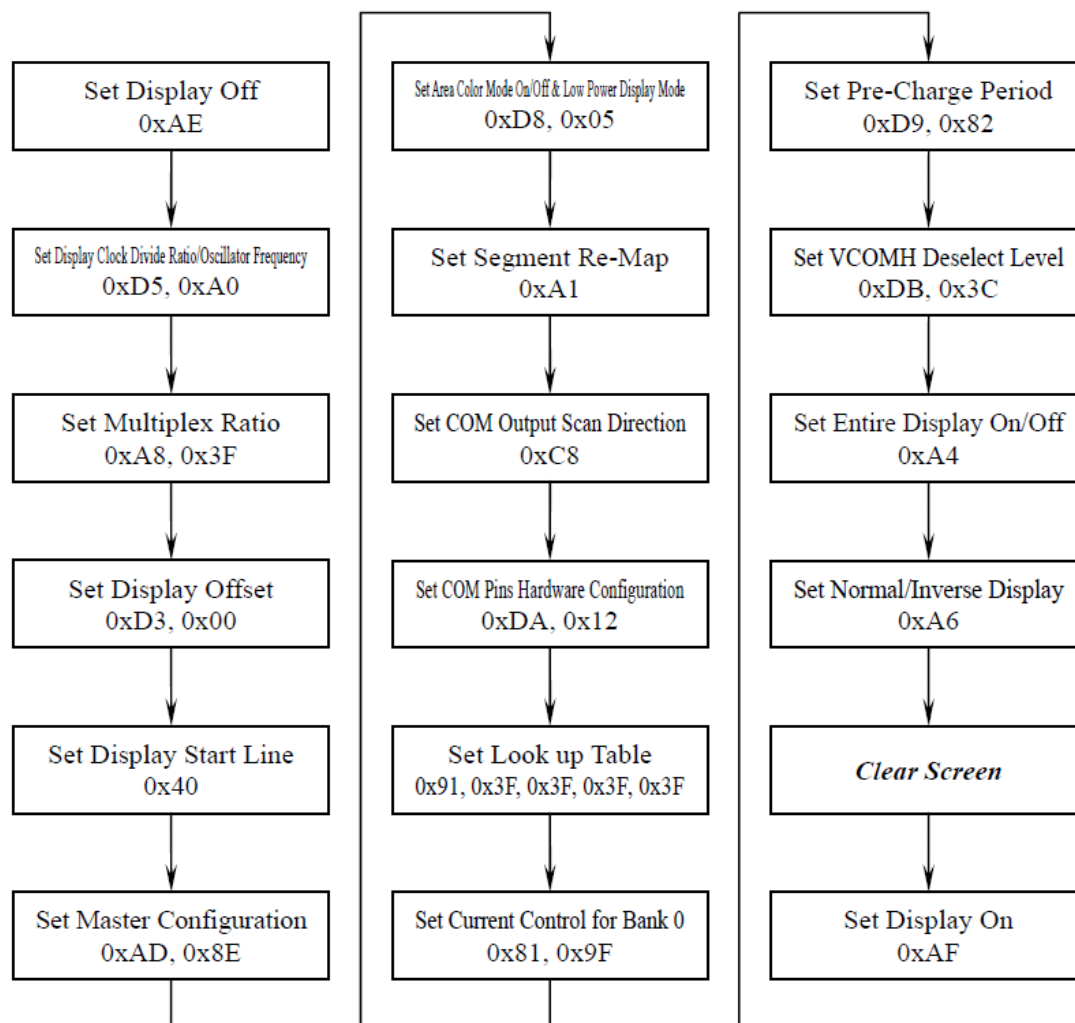 Set Display Off
0xAE
Set Display Clock Divide Ratio/Oscillator Frequency
0xD5, 0xA0
Set Multiplex Ratio
0xA8, 0x3F
Set Display Offset
0xD3, 0x00
Set Display Start Line
0x40
Set Master Configuration
0xAD, 0x8E
Set Area Color Mode On/Off & Low Power Display Mode
0xD8, 0x05
Set Segment Re-Map
0xA1
Set COM Output Scan Direction
0xC8
Set COM Pins Hardware Configuration
0xDA, 0x12
Set Look up Table
0x91, 0x3F, 0x3F, 0x3F, 0x3F
Set Current Control for Bank 0
0x81, 0x9F
Set Pre-Charge Period
0xD9, 0x82
Set VCOMH Deselect Level
0xDB, 0x3C
Set Entire Display On/Off
0xA4
Set Normal/Inverse Display
0xA6
Clear Screen
Set Display On
0xAF